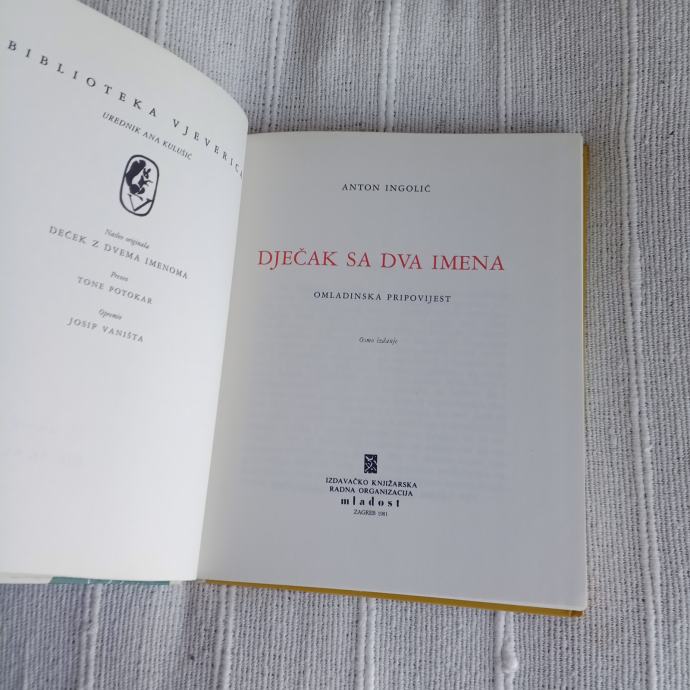 BIBLIOTEKA VJEVERICA
UREDNIK ANA KULUŠIĆ
V
Naslov originala
DEČEK Z DVEMA IMENOMA
Preveo
TONE POTOKAR
Opremio
JOSIP VANIŠTA
ANTON INGOLIČ
DJEČAK SA DVA IMENA
OMLADINSKA PRIPOVIJEST
Osmo izdanje
IZDAVAČKO KNJIŽARSKA
RADNA ORGANIZACIJA
mladost
ZAGREB 1981